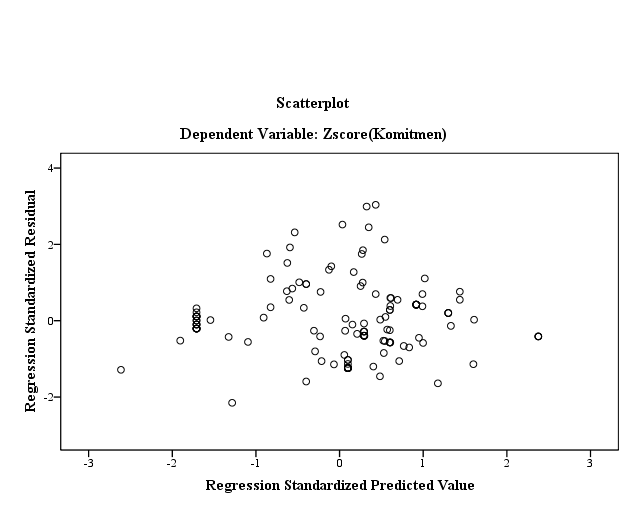 Scatterplot
Dependent Variable: Zscore(Komitmen)
Regression Standardized Residual
4
2
0
-2
-3
-2
-1
0
1
2
3
Regression Standardized Predicted Value